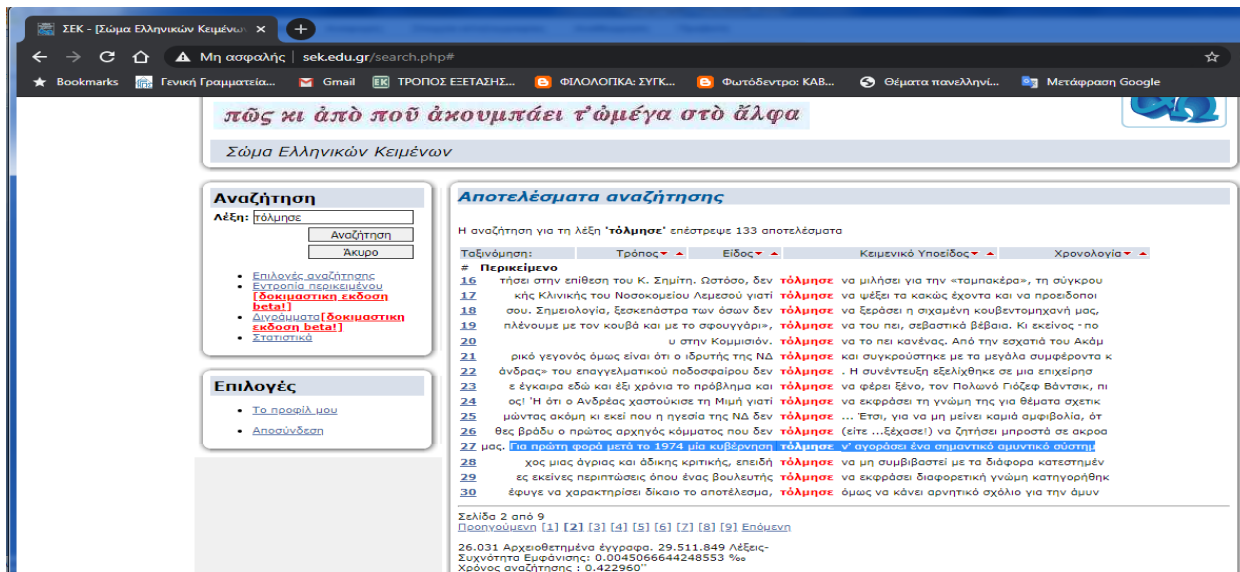 ΣΕΚ - [Σώμα Ελληνικών Κειμένω
Μη ασφαλής | sek.edu.gr/search.php#
Bookmarks Γενική Γραμματεία... Gmail ΤΡΟΠΟΣ ΕΞΕΤΑΣΗΣ... ΦΙΛΟΛΟΓΙΚΑ: ΣΥΓΚ... Φωτόδεντρο: ΚΑΒ... Θέματα πανελληνί... Μετάφραση Google
πῶς κι ἀπὸ ποῦ ἀκουμπάει τ'ὠμέγα στὸ ἄλφα
Σώμα Ελληνικών Κειμένων
Αναζήτηση
Λέξη: τόλμησε
Αναζήτηση
Άκυρο
Επιλογές αναζήτησης
Εντροπία περικειμένου
[δοκιμαστικη εκδοση
beta!]
Διγράμματα[δοκιμαστικη
εκδοση beta!]
Στατιστικά
Επιλογές
Το προφίλ μου
Αποσύνδεση
Αποτελέσματα αναζήτησης
Η αναζήτηση για τη λέξη 'τόλμησε' επέστρεψε 133 αποτελέσματα
Ταξινόμηση: Τρόπος Είδος Κειμενικό Υποείδος Χρονολογία
# Περικείμενο
16 τήσει στην επίθεση του Κ. Σημίτη. Ωστόσο, δεν τόλμησε να μιλήσει για την «ταμπακέρα», τη σύγκρου
17 κής Κλινικής του Νοσοκομείου Λεμεσού γιατί τόλμησε να ψέξει τα κακώς έχοντα και να προειδοποι
18 σου. Σημειολογία, ξεσκεπάστρα των όσων δεν τόλμησε να ξεράσει η σιχαμένη κουβεντομηχανή μας,
19 πλένουμε με τον κουβά και με το σφουγγάρι», τόλμησε να του πει, σεβαστικά βέβαια. Κι εκείνος - πο
20 υ στην Κομμισιόν. τόλμησε να το πει κανένας. Από την εσχατιά του Ακάμ
21 ρικό γεγονός όμως είναι ότι ο ιδρυτής της ΝΔ τόλμησε και συγκρούστηκε με τα μεγάλα συμφέροντα κ
22 άνδρας» του επαγγελματικού ποδοσφαίρου δεν τόλμησε . Η συνέντευξη εξελίχθηκε σε μια επιχείρησ
23 ε έγκαιρα εδώ και έξι χρόνια το πρόβλημα και τόλμησε να φέρει ξένο, τον Πολωνό Γιόζεφ Βάντσικ, πι
24 ος! Ή ότι ο Ανδρέας χαστούκισε τη Μιμή γιατί τόλμησε να εκφράσει τη γνώμη της για θέματα σχετικ
25 μώντας ακόμη κι εκεί που η ηγεσία της ΝΔ δεν τόλμησε ... Έτσι, για να μη μείνει καμιά αμφιβολία, ότ
26 θες βράδυ ο πρώτος αρχηγός κόμματος που δεν τόλμησε (είτε ...ξέχασε!) να ζητήσει μπροστά σε ακροα
27 μας. Για πρώτη φορά μετά το 1974 μία κυβέρνηση τόλμησε ν' αγοράσει ένα σημαντικό αμυντικό σύστημ
28 χος μιας άγριας και άδικης κριτικής, επειδή τόλμησε να μη συμβιβαστεί με τα διάφορα κατεστημέν
29 ες εκείνες περιπτώσεις όπου ένας βουλευτής τόλμησε να εκφράσει διαφορετική γνώμη κατηγορήθηκ
30 έφυγε να χαρακτηρίσει δίκαιο το αποτέλεσμα, τόλμησε όμως να κάνει αρνητικό σχόλιο για την άμυν
Σελίδα 2 από 9
Προηγούμενη [1] [2] [3] [4] [5] [6] [7] [8] [9] Επόμενη
26.031 Αρχειοθετημένα έγγραφα. 29.511.849 Λέξεις-
Συχνότητα Εμφάνισης: 0.0045066644248553 ‰
Χρόνος αναζήτησης : 0.422960"